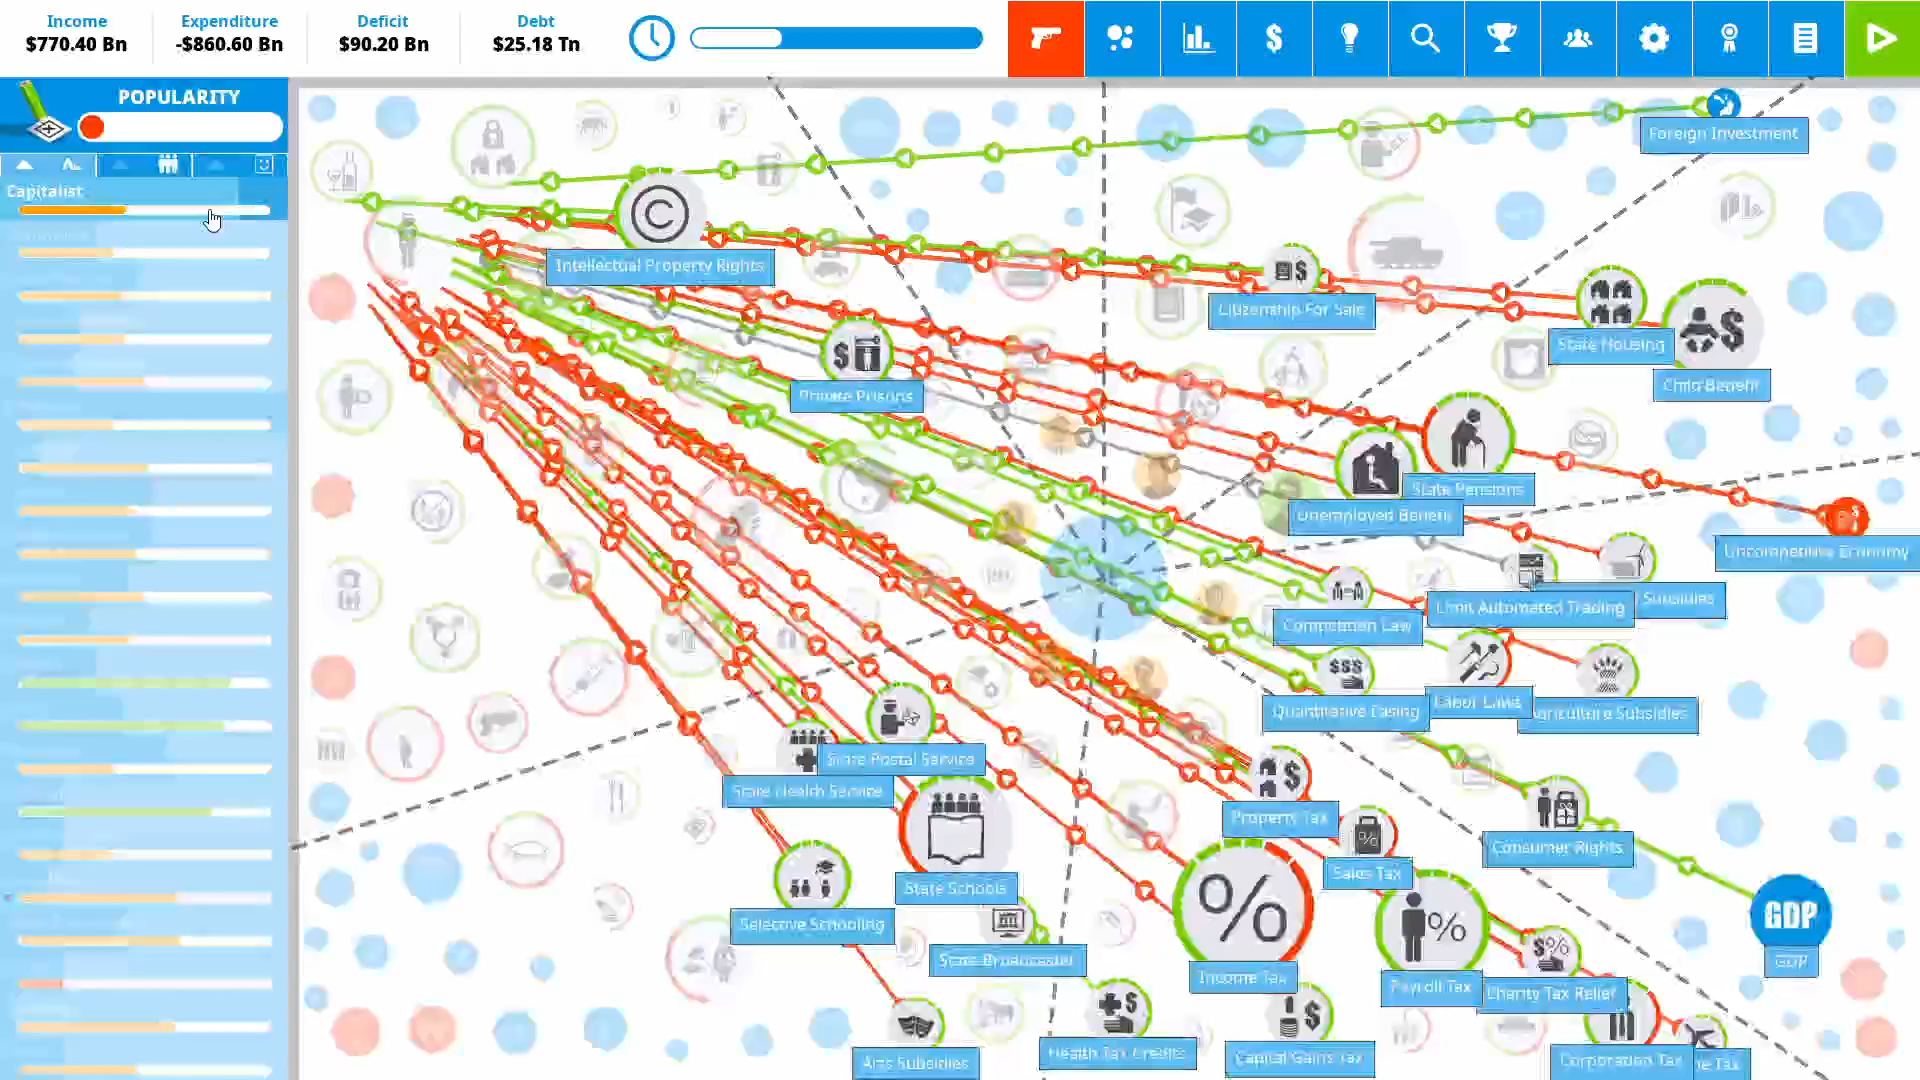 Income
$770.40 Bn
Expenditure
-$860.60 Bn
Deficit
$90.20 Bn
Debt
$25.18 Tn
POPULARITY
Capitalist
Foreign Investment
Intellectual Property Rights
Citizenship For Sale
State Housing
Child Benefit
Private Prisons
State Pensions
Unemployed Benefit
Uncompetitive Economy
Limit Automated Trading
Subsidies
Competition Law
Labor Laws
Quantitative Easing
Agriculture Subsidies
State Postal Service
State Health Service
Property Tax
Consumer Rights
Sales Tax
State Schools
Selective Schooling
State Broadcaster
%
Income Tax
Payroll Tax
Charity Tax Relief
GDP
GDP
Health Tax Credits
Capital Gains Tax
Corporation Tax
ne Tax
Arts Subsidies